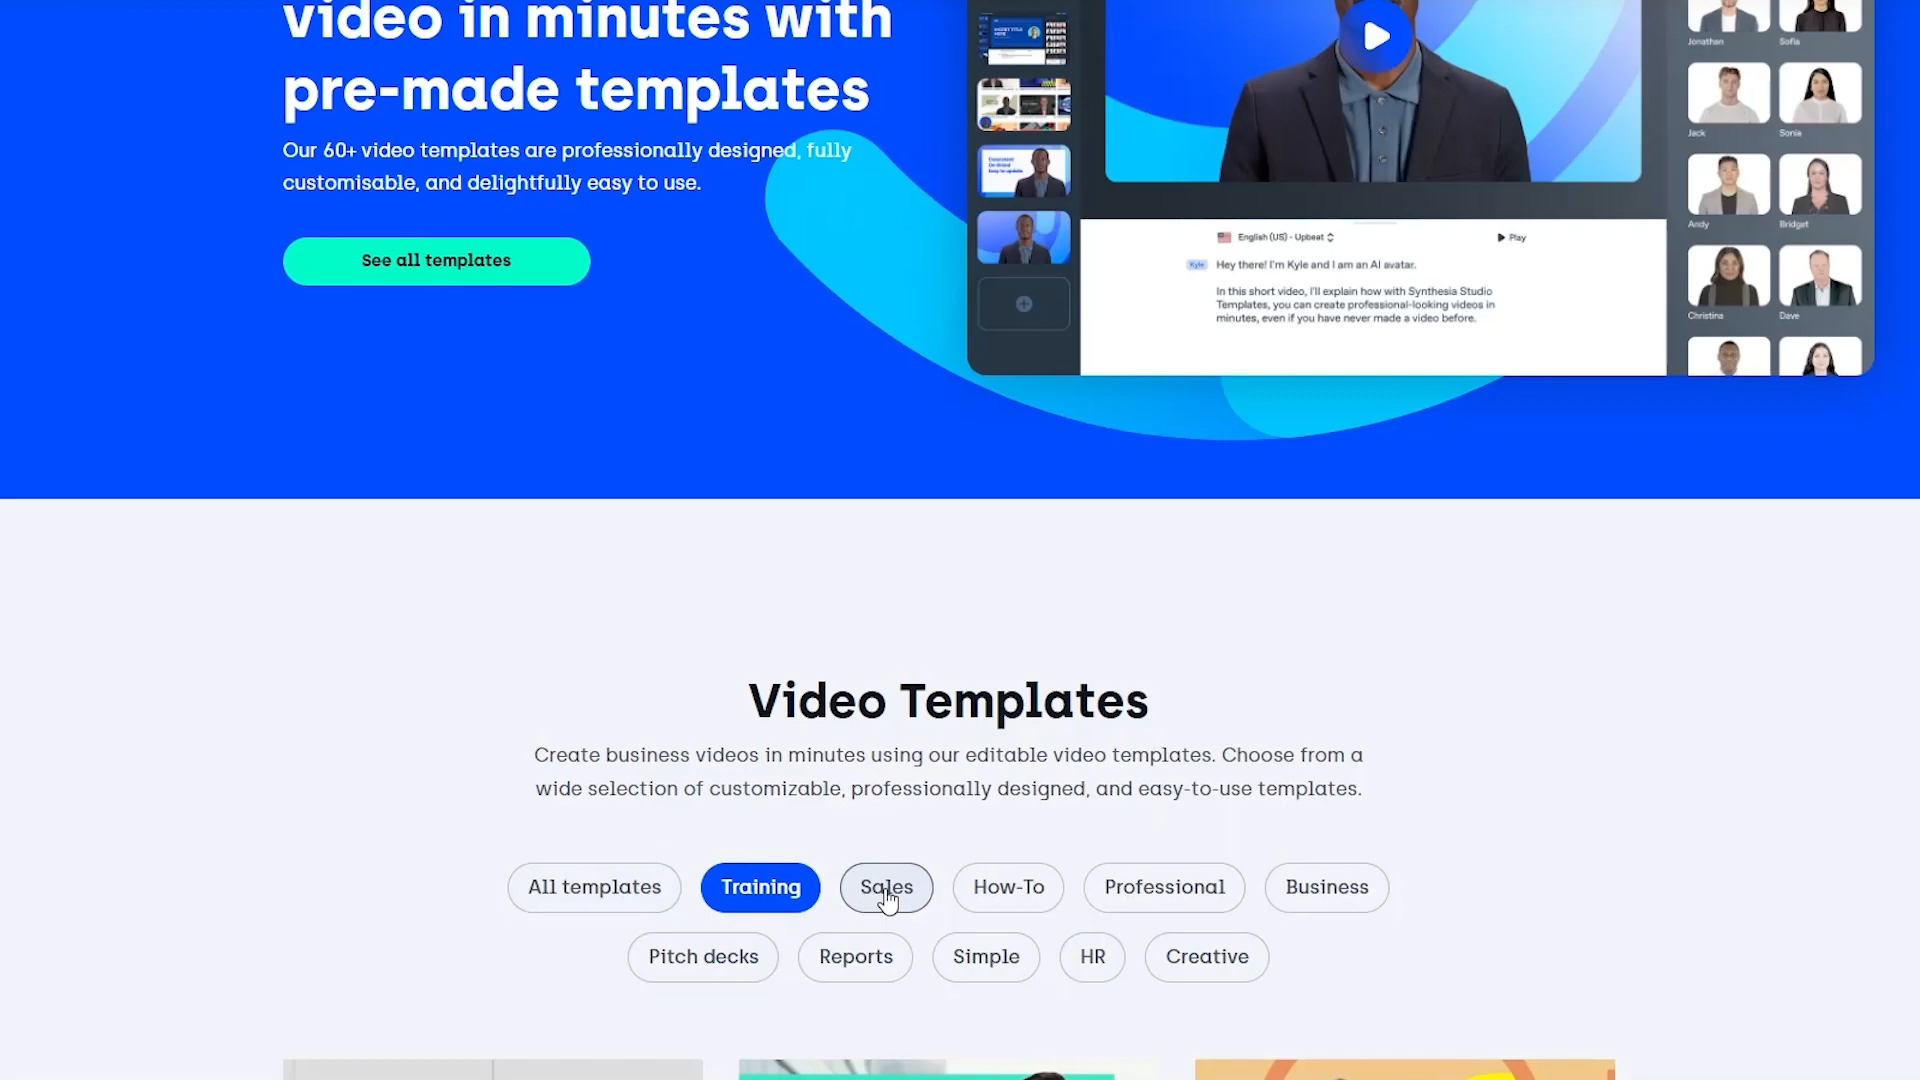 video in minutes with
pre-made templates
Our 60+ video templates are professionally designed, fully
customisable, and delightfully easy to use.
See all templates
English (US) - Upbeat
Play
Kyle
Hey there! I'm Kyle and I am an AI avatar.
In this short video, I'll explain how with Synthesia Studio
Templates, you can create professional-looking videos in
minutes, even if you have never made a video before.
Jonathan
Sofia
Jack
Sonia
Andy
Bridget
Christina
Dave
Video Templates
Create business videos in minutes using our editable video templates. Choose from a
wide selection of customizable, professionally designed, and easy-to-use templates.
All templates
Training
Sales
How-To
Professional
Business
Pitch decks
Reports
Simple
HR
Creative